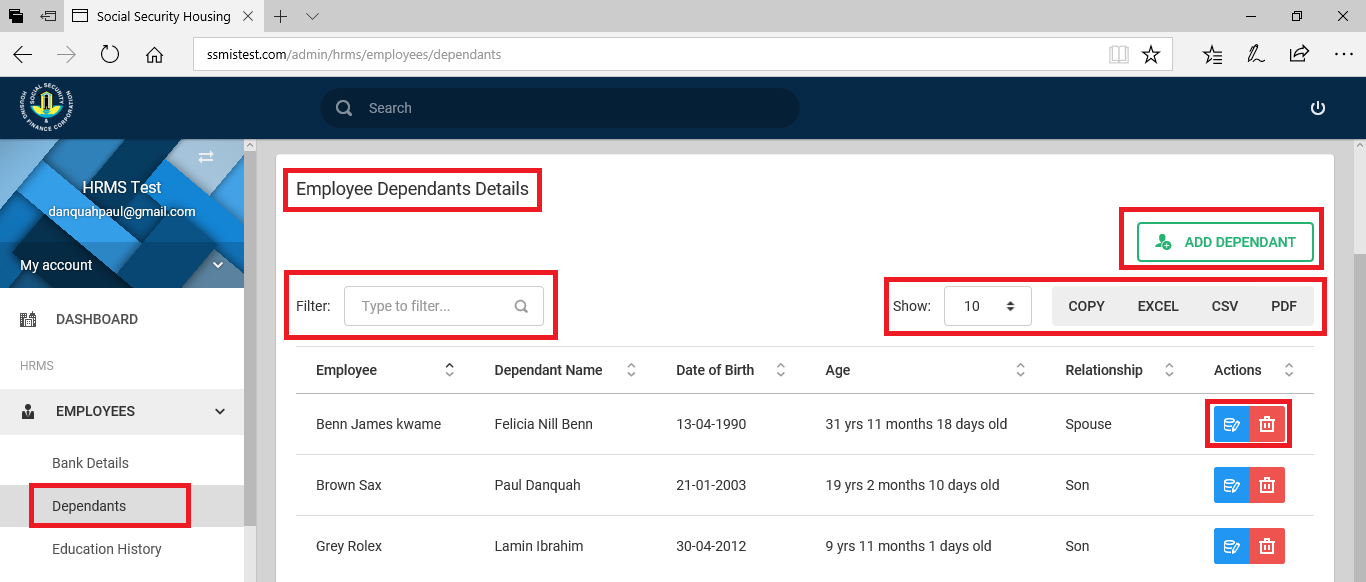 Social Security Housing
ssmistest.com/admin/hrms/employees/dependants
SOCIAL SECURITY
HOUSING FINANCE CORPORATION
Search
HRMS Test
danquahpaul@gmail.com
My account
DASHBOARD
HRMS
EMPLOYEES
Bank Details
Dependants
Education History
Employee Dependants Details
ADD DEPENDANT
Filter: Type to filter...
Show: 10 COPY EXCEL CSV PDF
Employee Dependant Name Date of Birth Age Relationship Actions
Benn James kwame Felicia Nill Benn 13-04-1990 31 yrs 11 months 18 days old Spouse
Brown Sax Paul Danquah 21-01-2003 19 yrs 2 months 10 days old Son
Grey Rolex Lamin Ibrahim 30-04-2012 9 yrs 11 months 1 days old Son